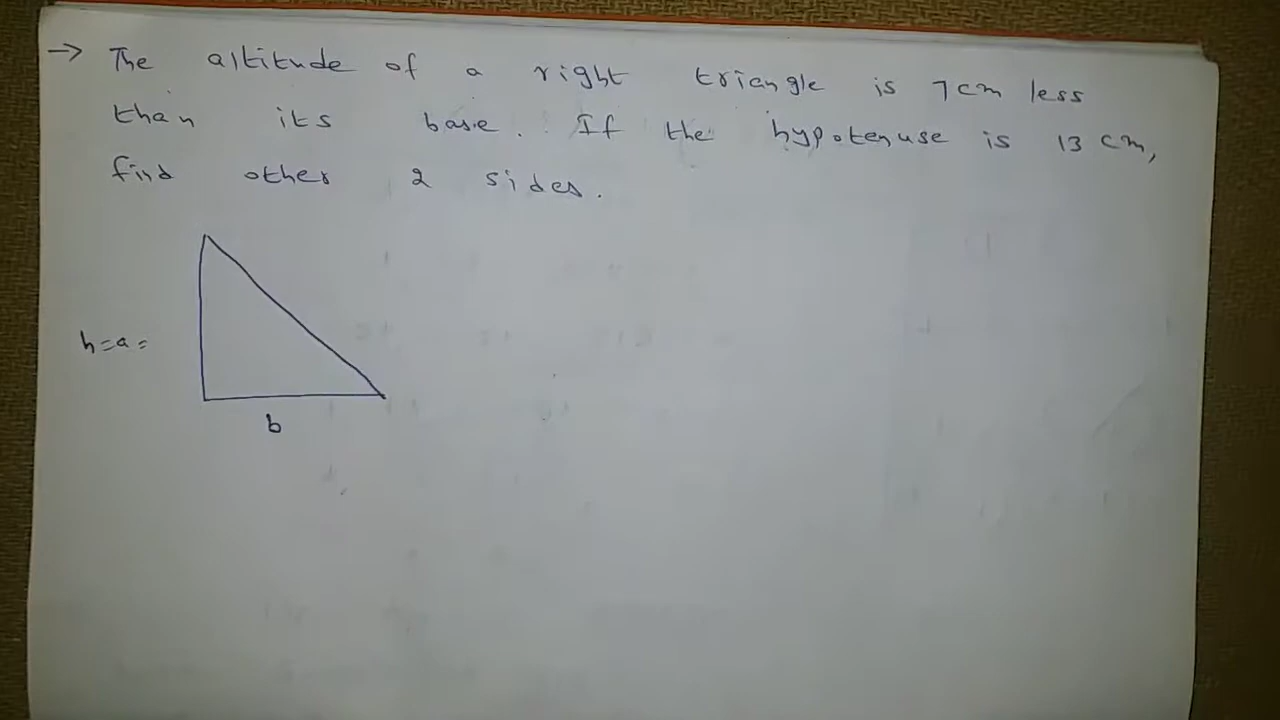 → The altitude of a right triangle is 7cm less
than its base. If the hypotenuse is 13 cm,
find other 2 sides.
h=a=
b